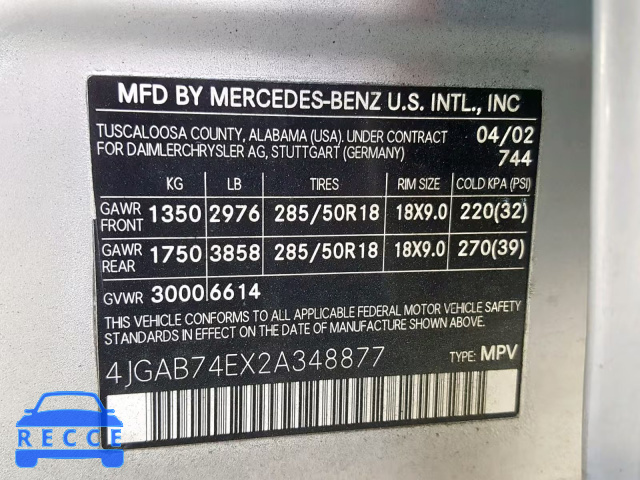 MFD BY MERCEDES-BENZ U.S. INTL., INC
TUSCALOOSA COUNTY, ALABAMA (USA). UNDER CONTRACT 04/02
FOR DAIMLERCHRYSLER AG, STUTTGART (GERMANY) 744
KG LB TIRES RIM SIZE COLD KPA (PSI)
GAWR FRONT 1350 2976 285/50R18 18X9.0 220(32)
GAWR REAR 1750 3858 285/50R18 18X9.0 270(39)
GVWR 3000 6614
THIS VEHICLE CONFORMS TO ALL APPLICABLE FEDERAL MOTOR VEHICLE SAFETY
STANDARDS IN EFFECT ON THE DATE OF MANUFACTURE SHOWN ABOVE.
4JGAB74EX2A348877 TYPE: MPV
RECCE